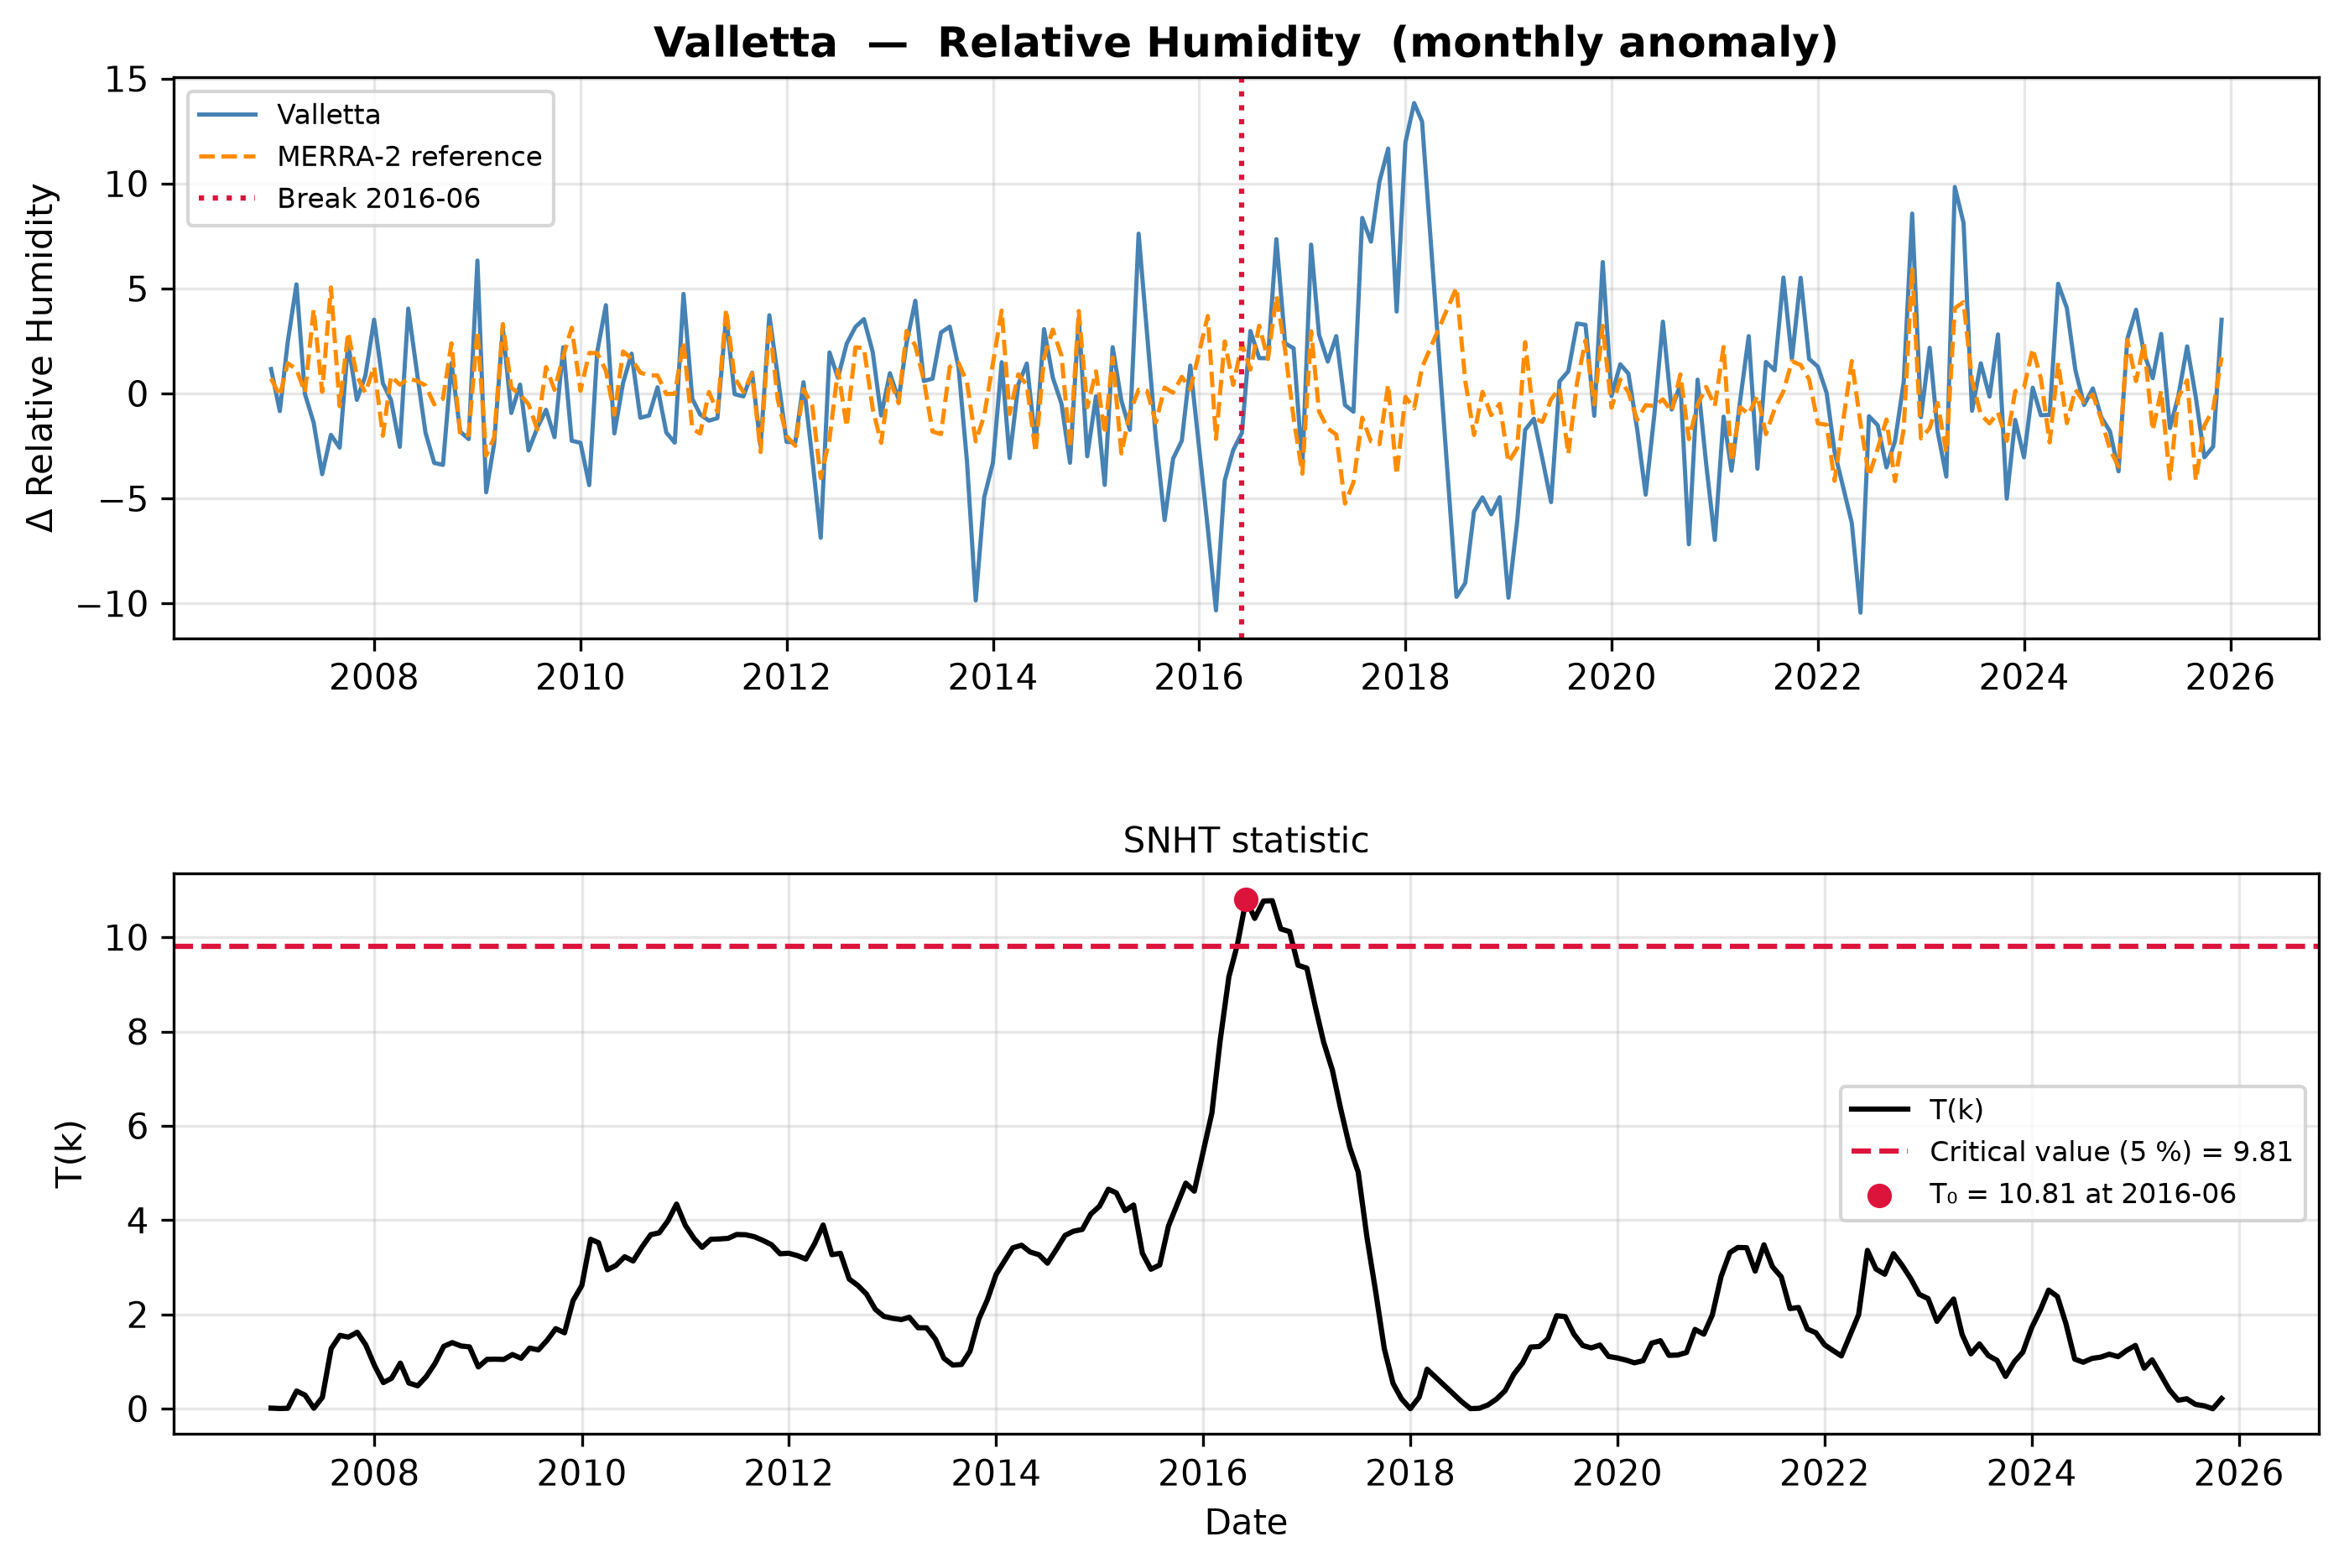 Valletta — Relative Humidity (monthly anomaly)
Δ Relative Humidity
15
10
5
0
−5
−10
Valletta
MERRA-2 reference
Break 2016-06
2008 2010 2012 2014 2016 2018 2020 2022 2024 2026
SNHT statistic
T(k)
10
8
6
4
2
0
T(k)
Critical value (5 %) = 9.81
T₀ = 10.81 at 2016-06
2008 2010 2012 2014 2016 2018 2020 2022 2024 2026
Date